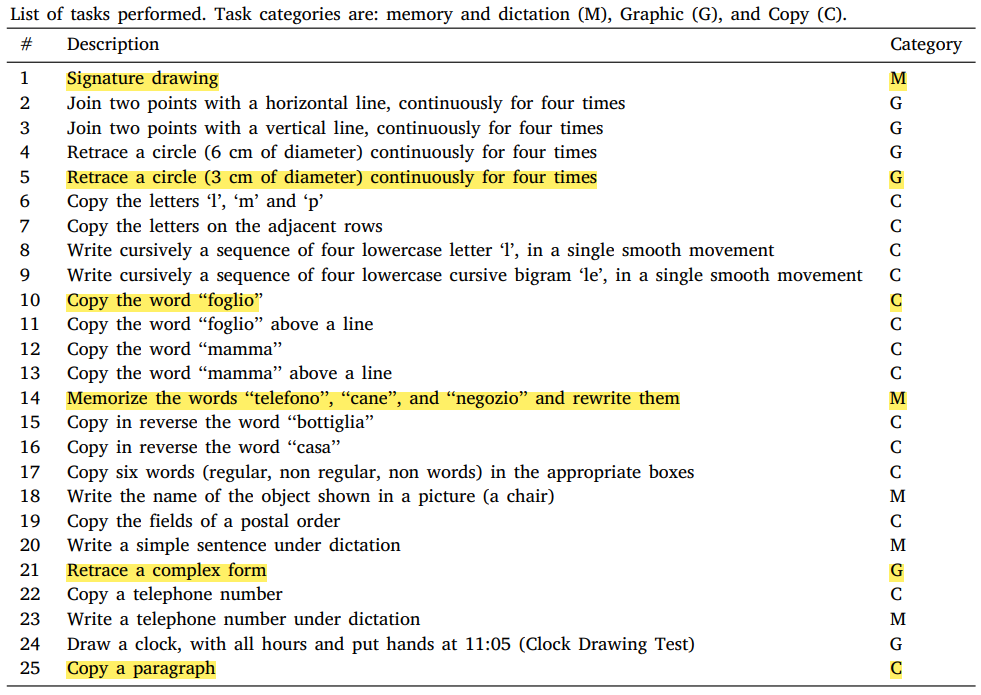 List of tasks performed. Task categories are: memory and dictation (M), Graphic (G), and Copy (C).
# Description Category
1 Signature drawing M
2 Join two points with a horizontal line, continuously for four times G
3 Join two points with a vertical line, continuously for four times G
4 Retrace a circle (6 cm of diameter) continuously for four times G
5 Retrace a circle (3 cm of diameter) continuously for four times G
6 Copy the letters ‘l’, ‘m’ and ‘p’ C
7 Copy the letters on the adjacent rows C
8 Write cursively a sequence of four lowercase letter ‘l’, in a single smooth movement C
9 Write cursively a sequence of four lowercase cursive bigram ‘le’, in a single smooth movement C
10 Copy the word “foglio” C
11 Copy the word “foglio” above a line C
12 Copy the word “mamma” C
13 Copy the word “mamma” above a line C
14 Memorize the words “telefono”, “cane”, and “negozio” and rewrite them M
15 Copy in reverse the word “bottiglia” C
16 Copy in reverse the word “casa” C
17 Copy six words (regular, non regular, non words) in the appropriate boxes C
18 Write the name of the object shown in a picture (a chair) M
19 Copy the fields of a postal order C
20 Write a simple sentence under dictation M
21 Retrace a complex form G
22 Copy a telephone number C
23 Write a telephone number under dictation M
24 Draw a clock, with all hours and put hands at 11:05 (Clock Drawing Test) G
25 Copy a paragraph C